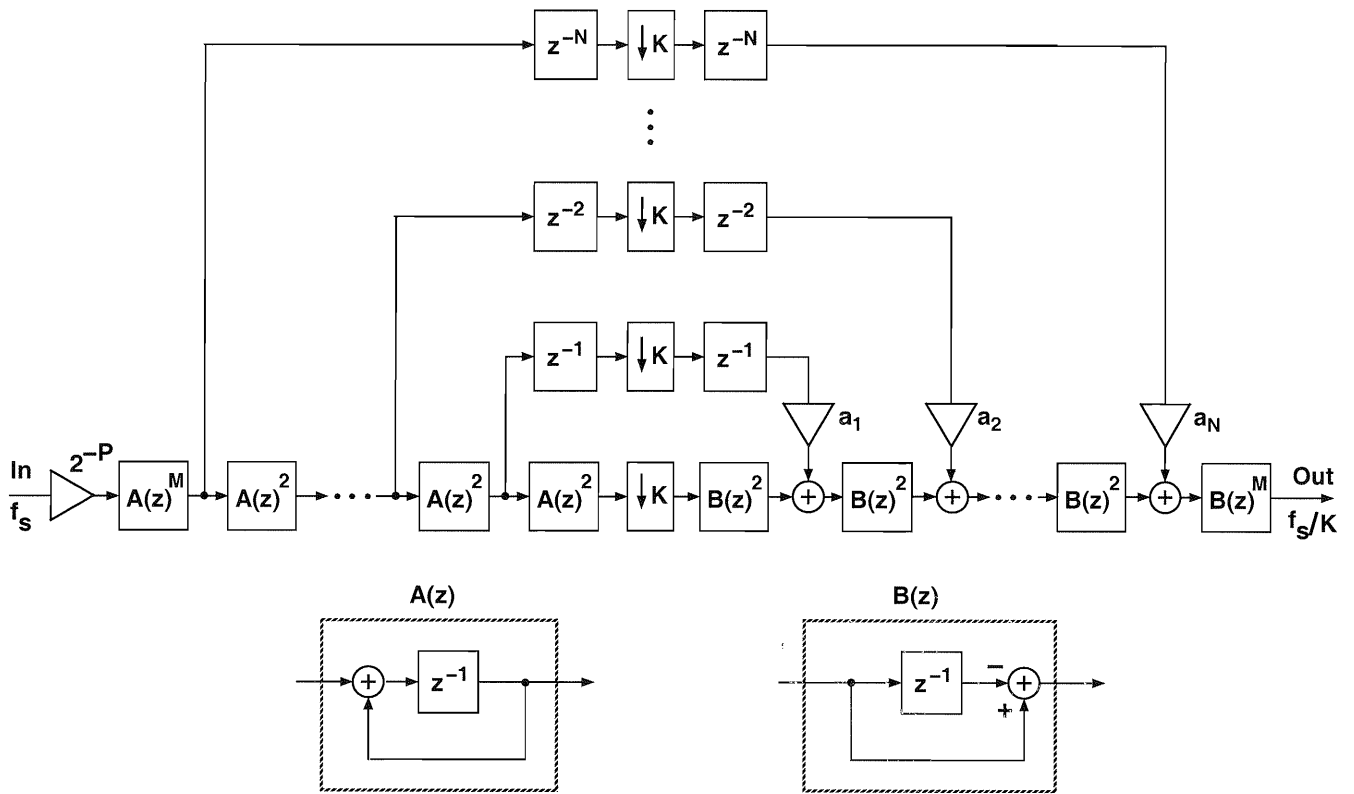 z⁻ᴺ ↓K z⁻ᴺ
z⁻² ↓K z⁻²
z⁻¹ ↓K z⁻¹
a₁ a₂ a_N
In 2⁻ᴾ A(z)ᴹ A(z)² A(z)² A(z)² ↓K B(z)² B(z)² B(z)² B(z)ᴹ Out
fₛ fₛ/K
A(z) B(z)
+ z⁻¹ z⁻¹ − +
+